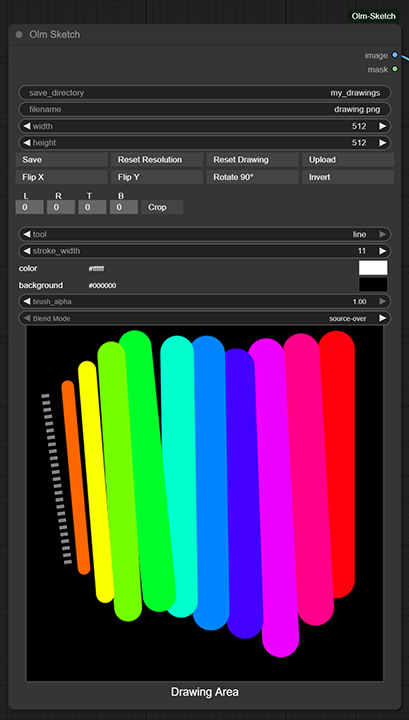 Olm-Sketch
Olm Sketch
image
mask
save_directory my_drawings
filename drawing.png
width 512
height 512
Save Reset Resolution Reset Drawing Upload
Flip X Flip Y Rotate 90° Invert
L R T B
0 0 0 0 Crop
tool line
stroke_width 11
color #ffffff
background #000000
brush_alpha 1.00
Blend Mode source-over
Drawing Area